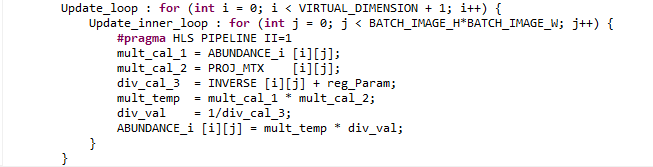 Update_loop : for (int i = 0; i < VIRTUAL_DIMENSION + 1; i++) {
Update_inner_loop : for (int j = 0; j < BATCH_IMAGE_H*BATCH_IMAGE_W; j++) {
#pragma HLS PIPELINE II=1
mult_cal_1 = ABUNDANCE_i [i][j];
mult_cal_2 = PROJ_MTX [i][j];
div_cal_3 = INVERSE [i][j] + reg_Param;
mult_temp = mult_cal_1 * mult_cal_2;
div_val = 1/div_cal_3;
ABUNDANCE_i [i][j] = mult_temp * div_val;
}
}